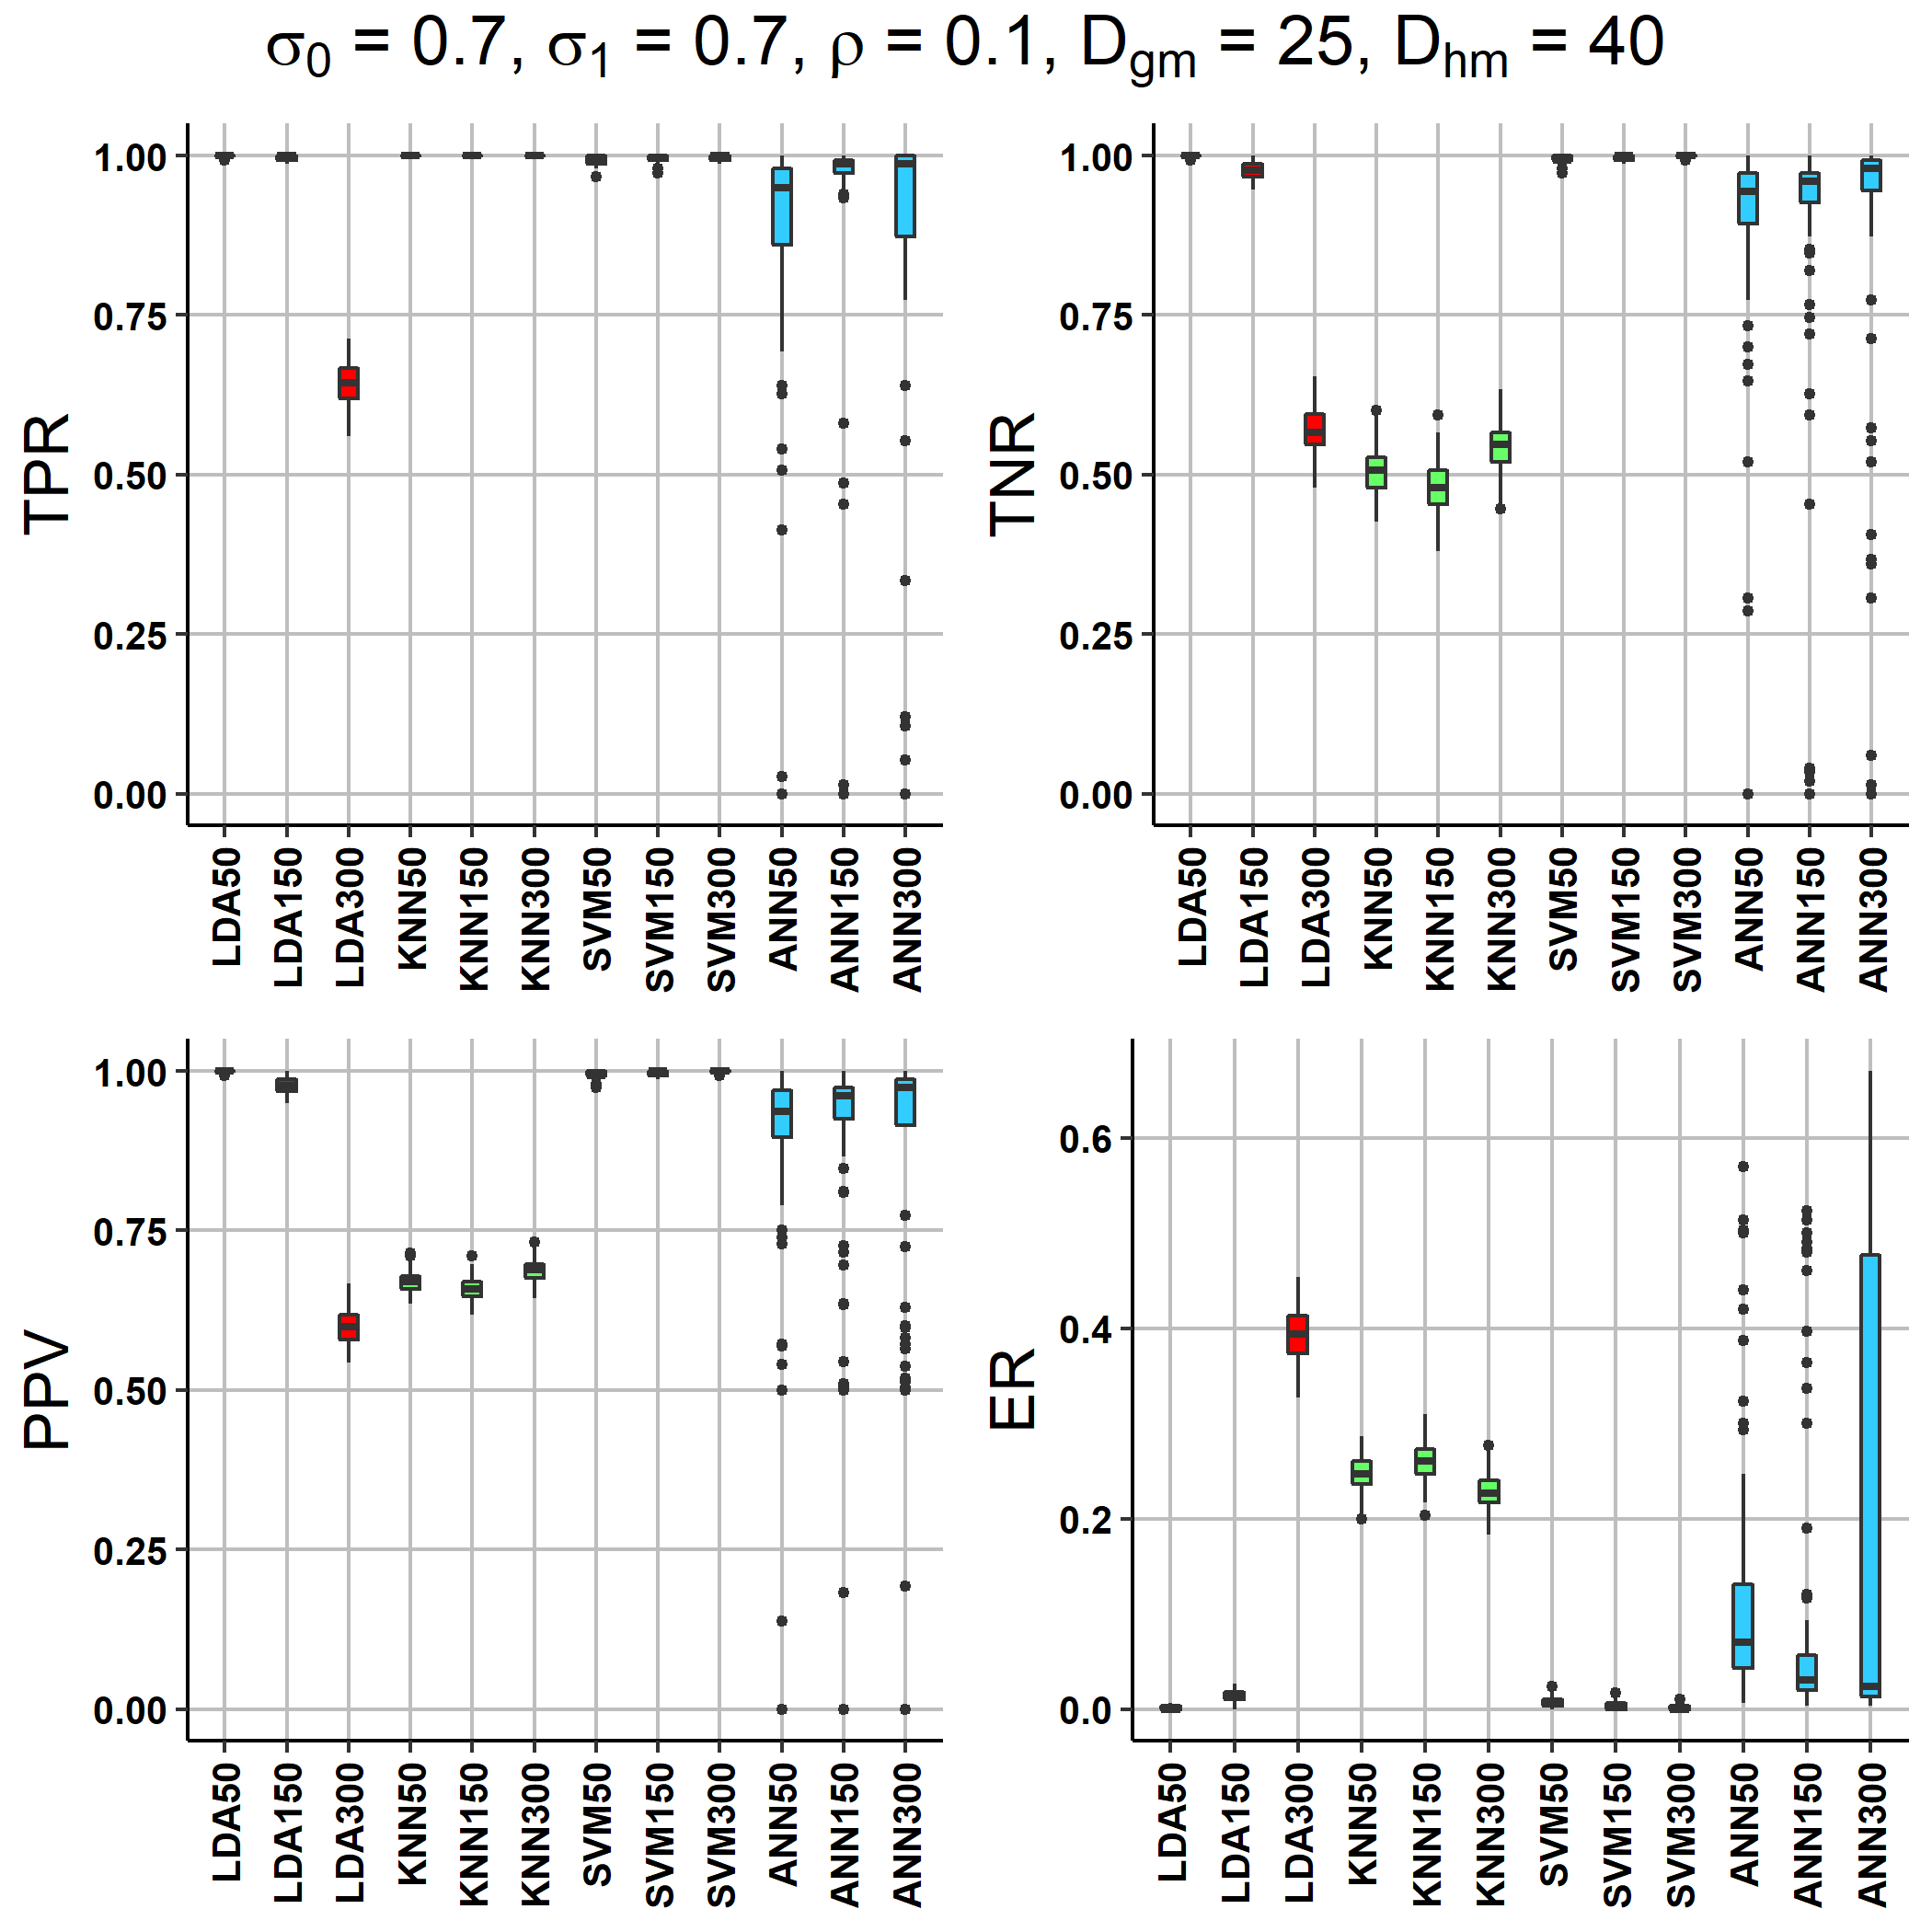 σ₀ = 0.7, σ₁ = 0.7, ρ = 0.1, D_gm = 25, D_hm = 40
TPR
1.00
0.75
0.50
0.25
0.00
LDA50
LDA150
LDA300
KNN50
KNN150
KNN300
SVM50
SVM150
SVM300
ANN50
ANN150
ANN300
TNR
1.00
0.75
0.50
0.25
0.00
LDA50
LDA150
LDA300
KNN50
KNN150
KNN300
SVM50
SVM150
SVM300
ANN50
ANN150
ANN300
PPV
1.00
0.75
0.50
0.25
0.00
LDA50
LDA150
LDA300
KNN50
KNN150
KNN300
SVM50
SVM150
SVM300
ANN50
ANN150
ANN300
ER
0.6
0.4
0.2
0.0
LDA50
LDA150
LDA300
KNN50
KNN150
KNN300
SVM50
SVM150
SVM300
ANN50
ANN150
ANN300